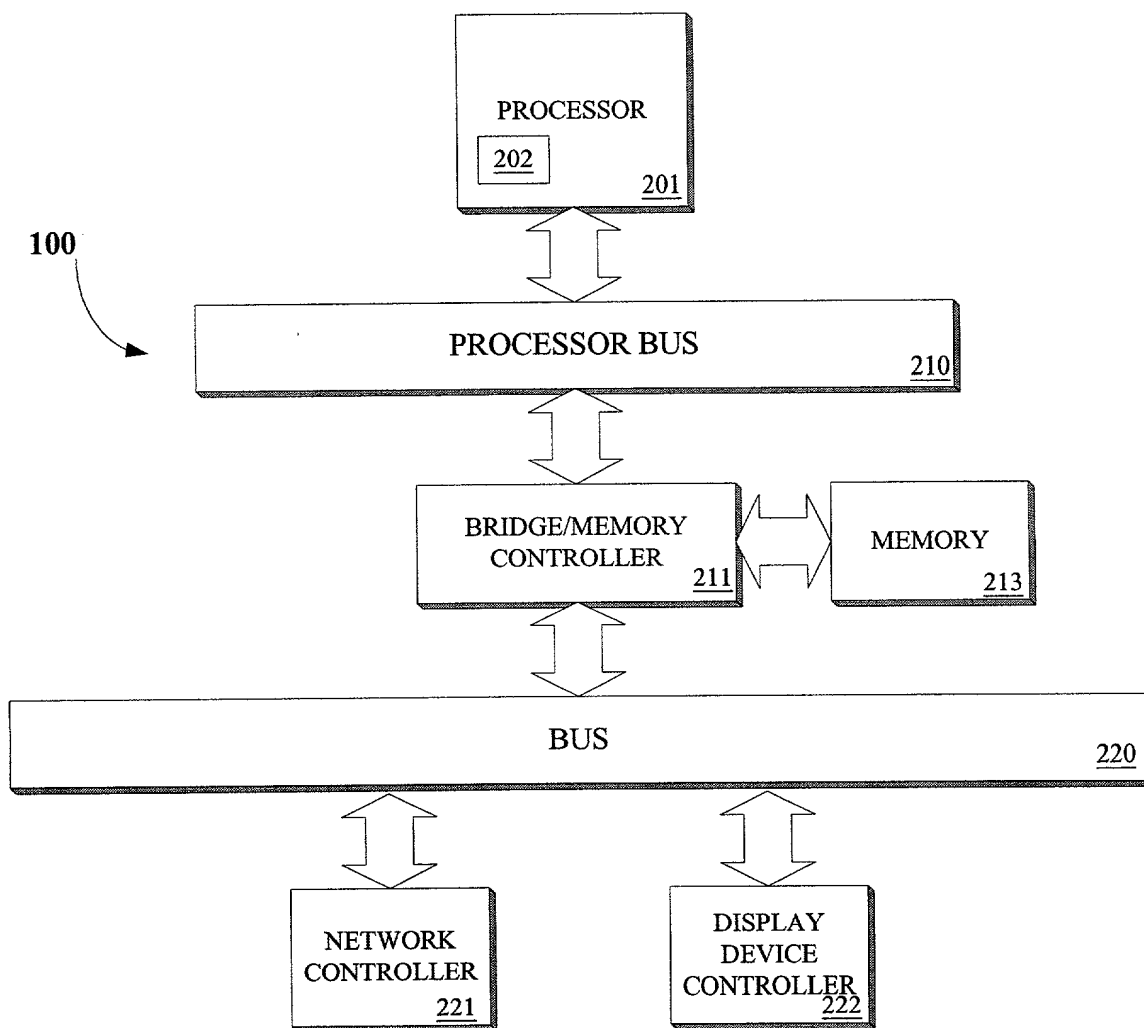 PROCESSOR
202
201
100
PROCESSOR BUS
210
BRIDGE/MEMORY
CONTROLLER
211
MEMORY
213
BUS
220
NETWORK
CONTROLLER
221
DISPLAY
DEVICE
CONTROLLER
222